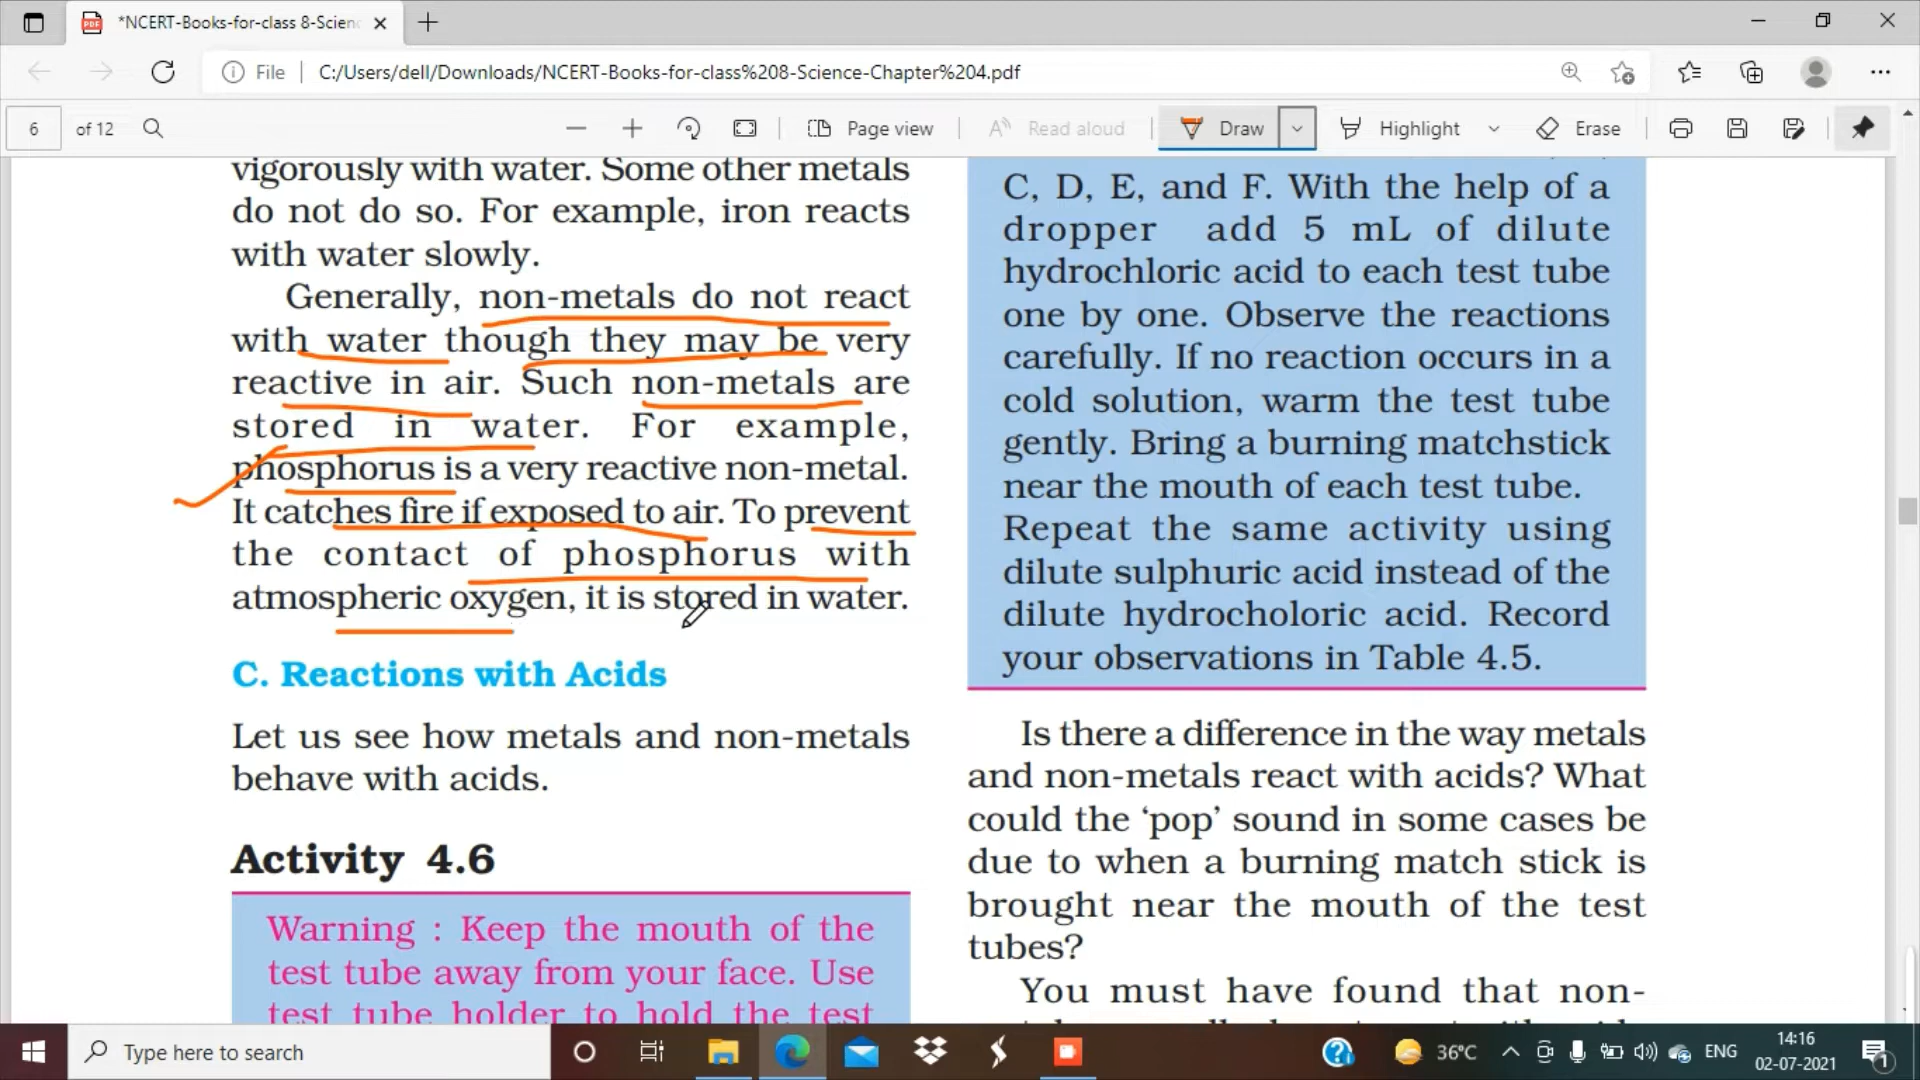 *NCERT-Books-for-class 8-Scien
File
C:/Users/dell/Downloads/NCERT-Books-for-class%208-Science-Chapter%204.pdf
6 of 12
Page view
Read aloud
Draw
Highlight
Erase
vigorously with water. Some other metals
do not do so. For example, iron reacts
with water slowly.
Generally, non-metals do not react
with water though they may be very
reactive in air. Such non-metals are
stored in water. For example,
phosphorus is a very reactive non-metal.
It catches fire if exposed to air. To prevent
the contact of phosphorus with
atmospheric oxygen, it is stored in water.
C. Reactions with Acids
Let us see how metals and non-metals
behave with acids.
Activity 4.6
Warning : Keep the mouth of the
test tube away from your face. Use
test tube holder to hold the test
C, D, E, and F. With the help of a
dropper add 5 mL of dilute
hydrochloric acid to each test tube
one by one. Observe the reactions
carefully. If no reaction occurs in a
cold solution, warm the test tube
gently. Bring a burning matchstick
near the mouth of each test tube.
Repeat the same activity using
dilute sulphuric acid instead of the
dilute hydrocholoric acid. Record
your observations in Table 4.5.
Is there a difference in the way metals
and non-metals react with acids? What
could the ‘pop’ sound in some cases be
due to when a burning match stick is
brought near the mouth of the test
tubes?
You must have found that non-
Type here to search
36°C
ENG
14:16
02-07-2021
1